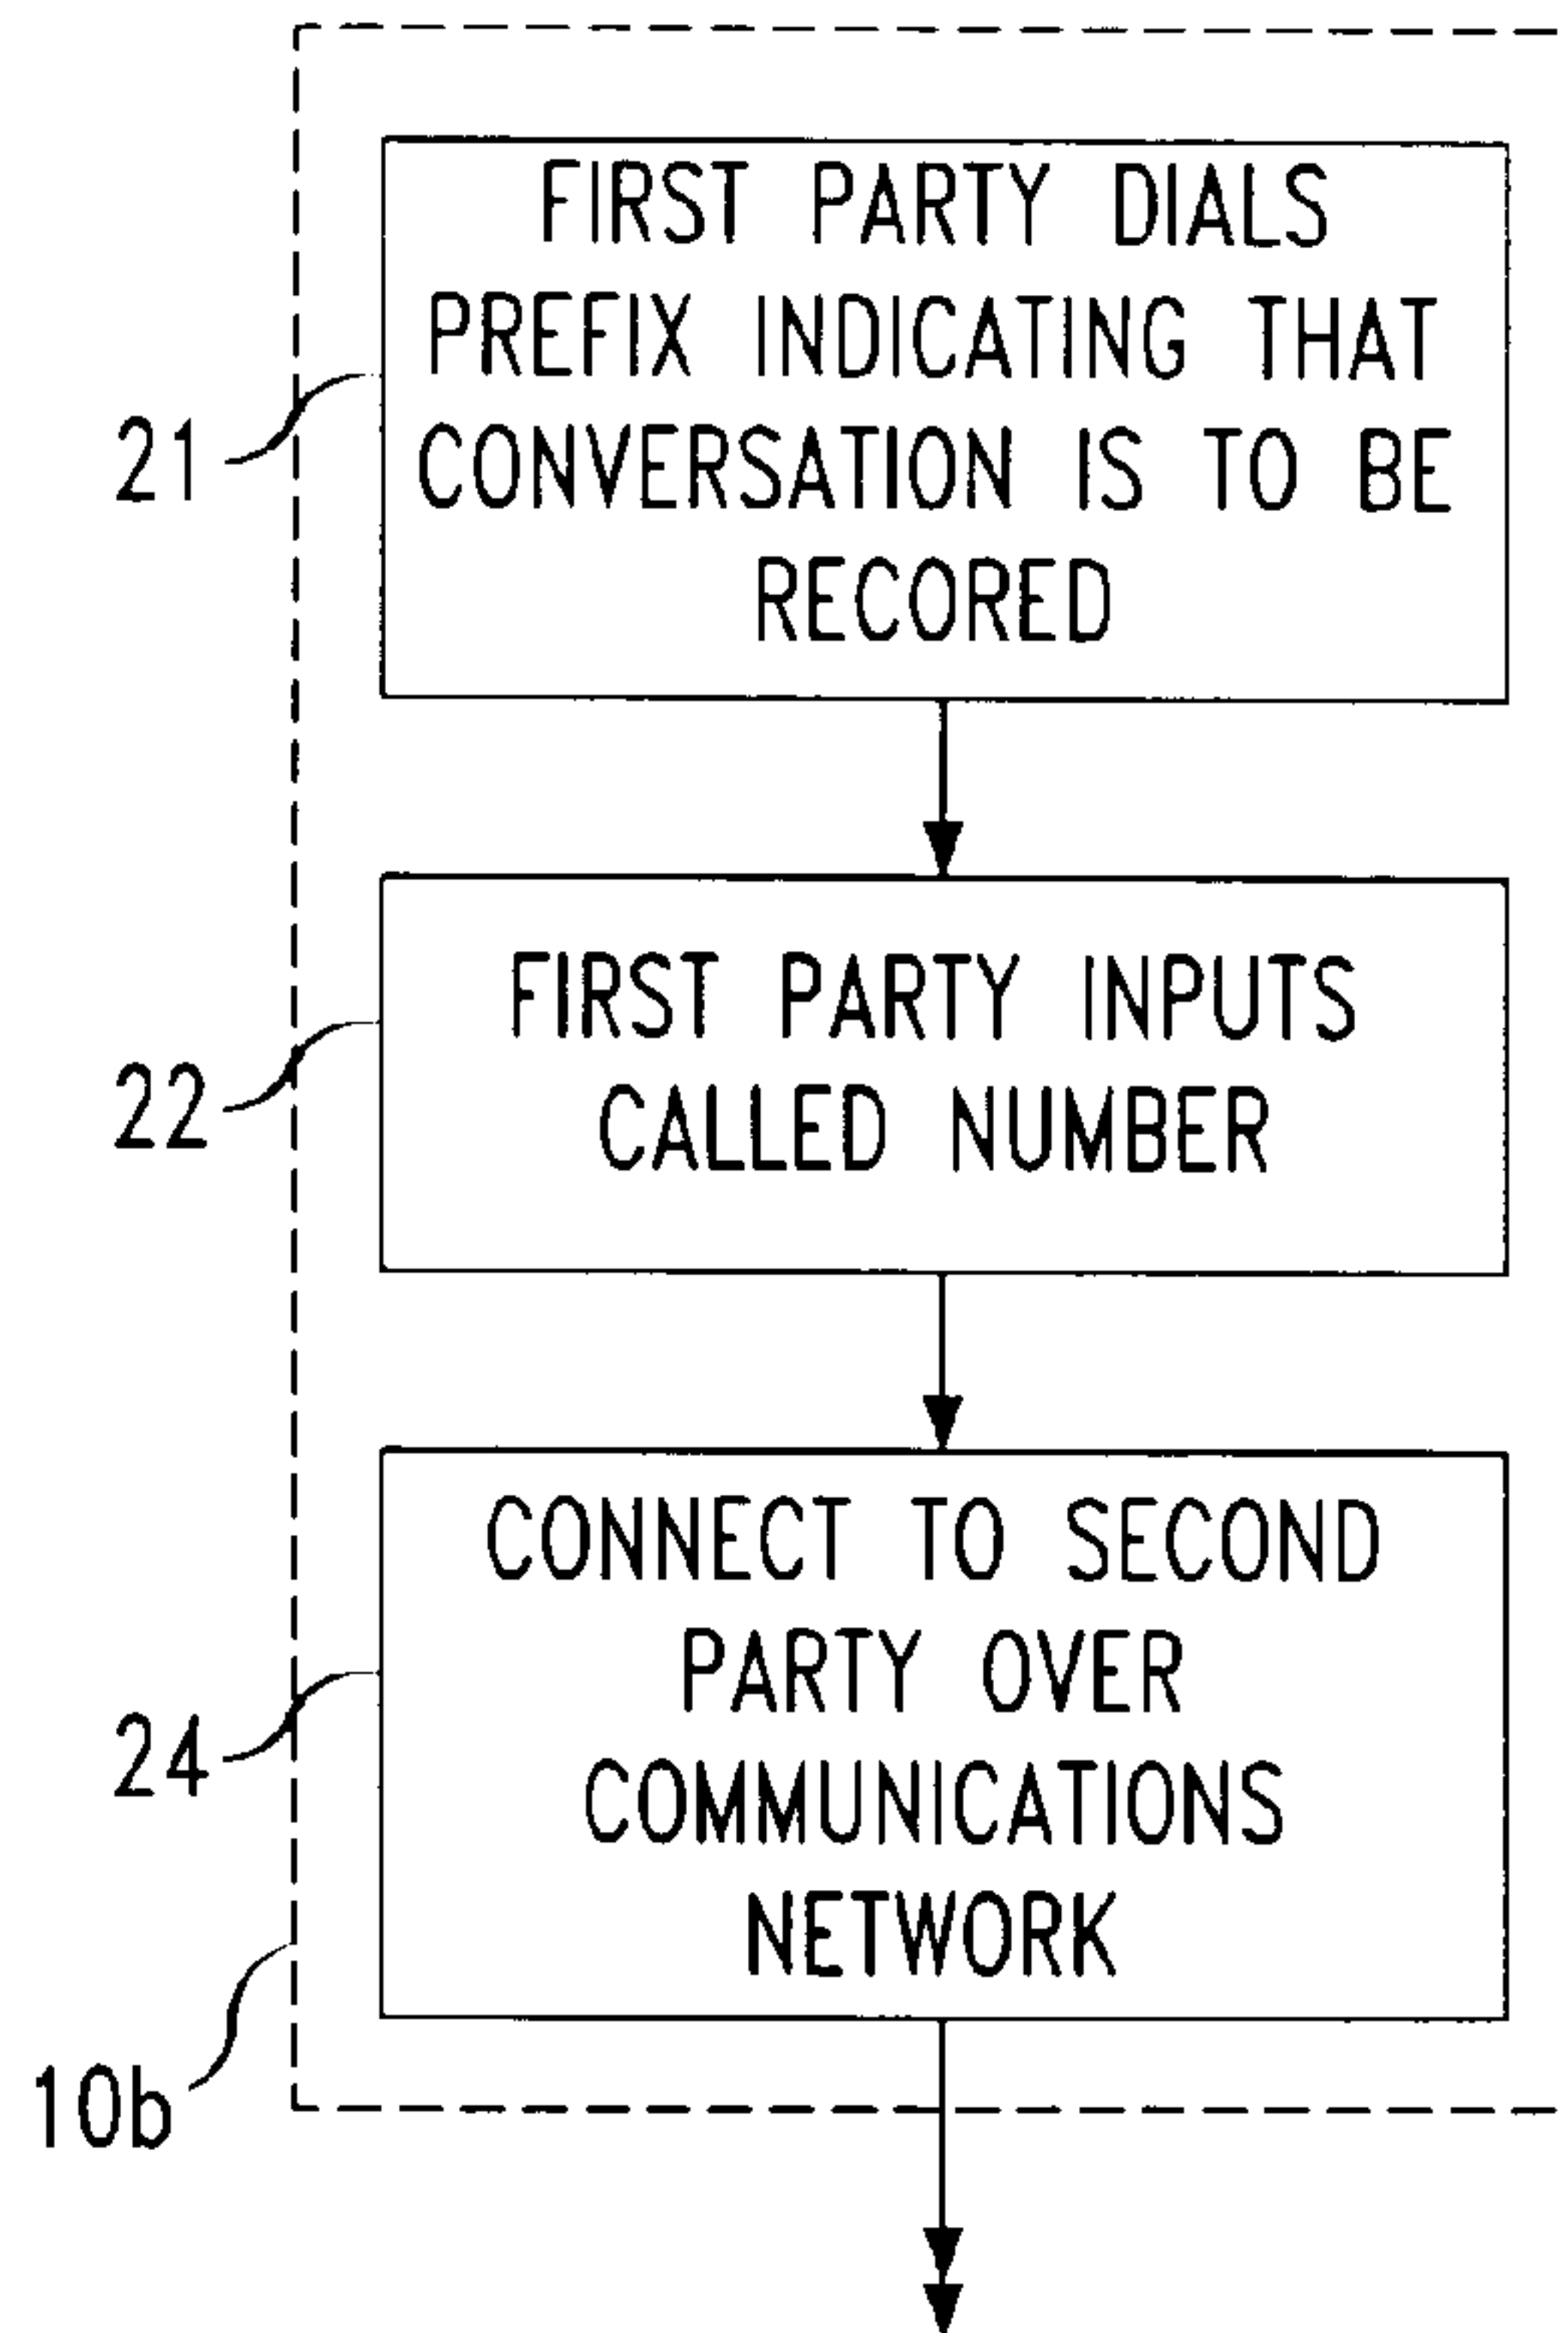 FIRST PARTY DIALS
PREFIX INDICATING THAT
CONVERSATION IS TO BE
RECORED
21
FIRST PARTY INPUTS
CALLED NUMBER
22
CONNECT TO SECOND
PARTY OVER
COMMUNICATIONS
NETWORK
24
10b